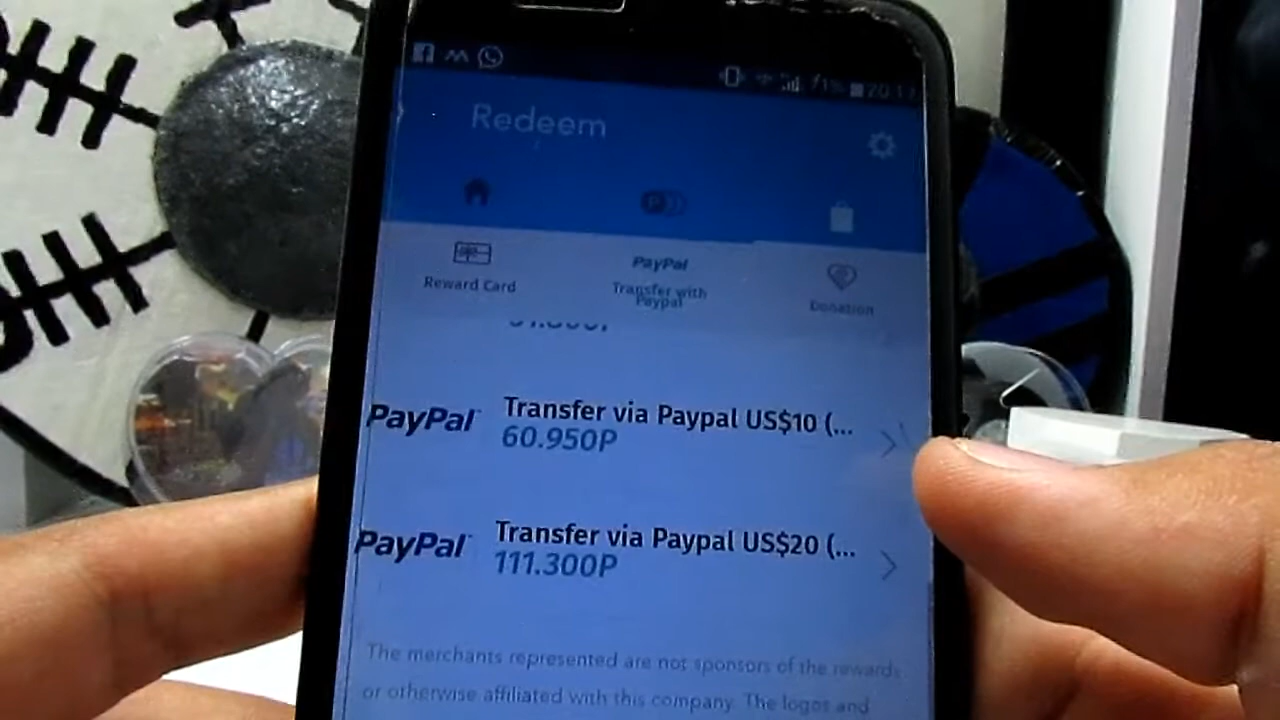 20:17
Redeem
Reward Card
PayPal
Transfer with
Paypal
Donation
PayPal
Transfer via Paypal US$10 (...
60.950P
PayPal
Transfer via Paypal US$20 (...
111.300P
The merchants represented are not sponsors of the rewards
or otherwise affiliated with this company. The logos and